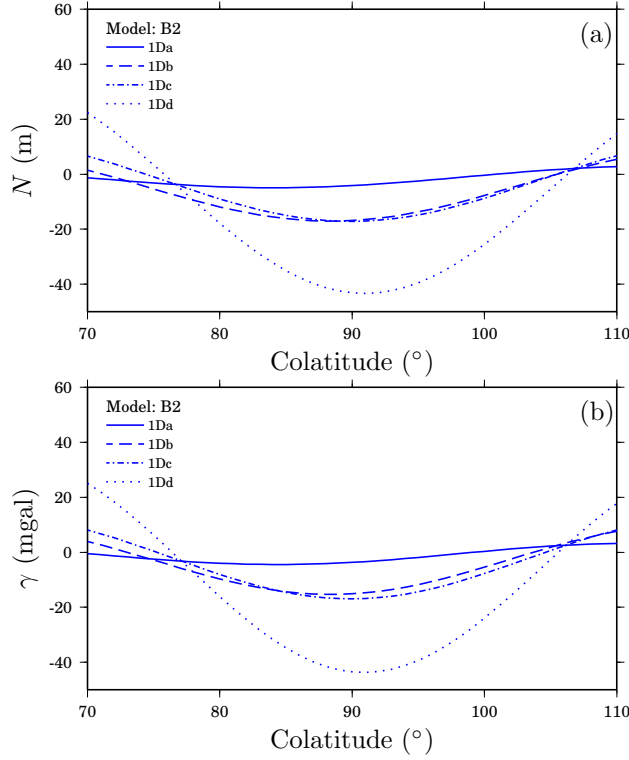 60
40
20
0
-20
-40
N (m)
Model: B2
1Da
1Db
1Dc
1Dd
(a)
70 80 90 100 110
Colatitude (°)
60
40
20
0
-20
-40
γ (mgal)
Model: B2
1Da
1Db
1Dc
1Dd
(b)
70 80 90 100 110
Colatitude (°)